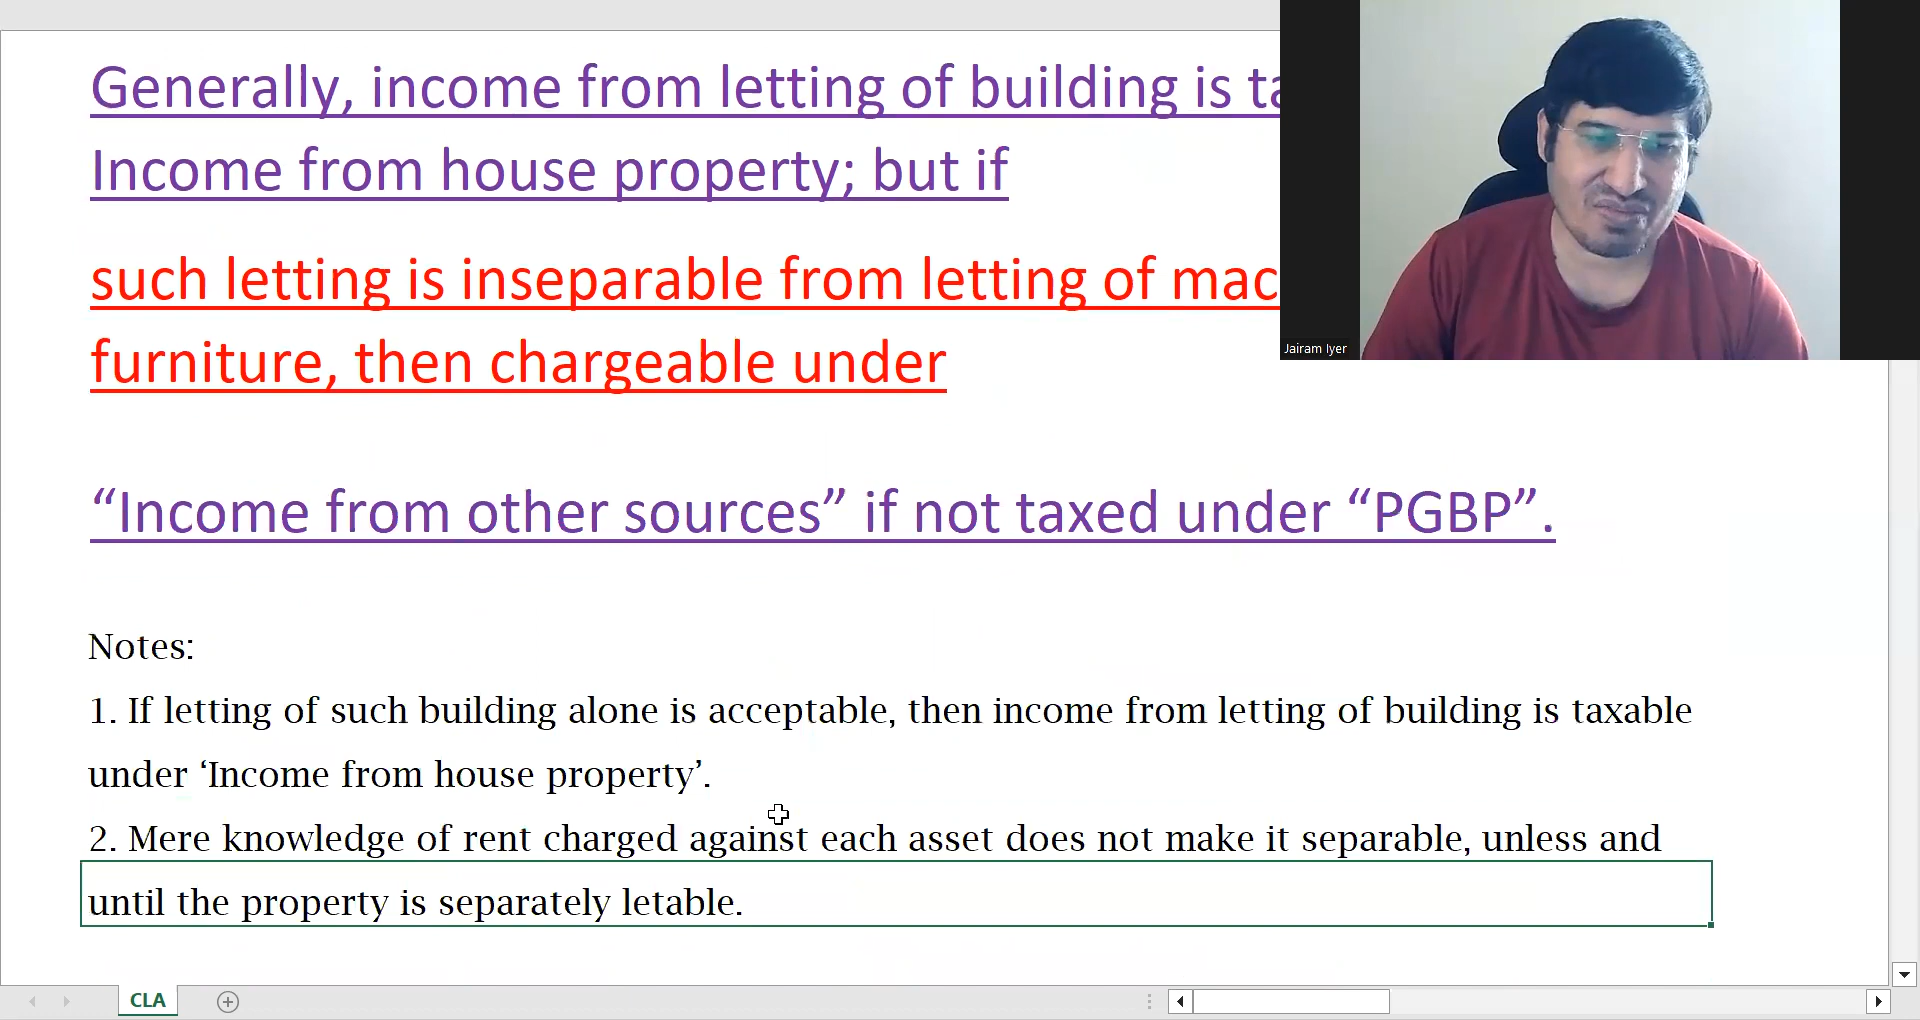 Generally, income from letting of building is
Income from house property; but if
such letting is inseparable from letting of
furniture, then chargeable under
“Income from other sources” if not taxed under “PGBP”.
Jairam Iyer
Notes:
1. If letting of such building alone is acceptable, then income from letting of building is taxable
under ‘Income from house property’.
2. Mere knowledge of rent charged against each asset does not make it separable, unless and
until the property is separately letable.
CLA